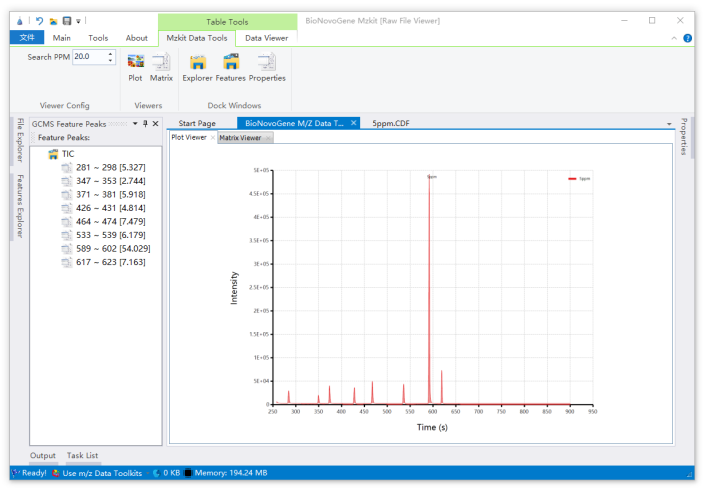 Table Tools
BioNovoGene Mzkit [Raw File Viewer]
文件 Main Tools About Mzkit Data Tools Data Viewer
Search PPM 20.0
Plot Matrix
Explorer Features Properties
Viewer Config Viewers Dock Windows
File Explorer
Features Explorer
GCMS Feature Peaks
Feature Peaks:
TIC
281 ~ 298 [5.327]
347 ~ 353 [2.744]
371 ~ 381 [5.918]
426 ~ 431 [4.814]
464 ~ 474 [7.479]
533 ~ 539 [6.179]
589 ~ 602 [54.029]
617 ~ 623 [7.163]
Start Page BioNovoGene M/Z Data T... 5ppm.CDF
Plot Viewer Matrix Viewer
Properties
5ppm
5ppm
Intensity
5E+05
4.5E+05
4E+05
3.5E+05
3E+05
2.5E+05
2E+05
1.5E+05
1E+05
5E+04
0
250 300 350 400 450 500 550 600 650 700 750 800 850 900 950
Time (s)
Output Task List
Ready! Use m/z Data Toolkits 0 KB Memory: 194.24 MB